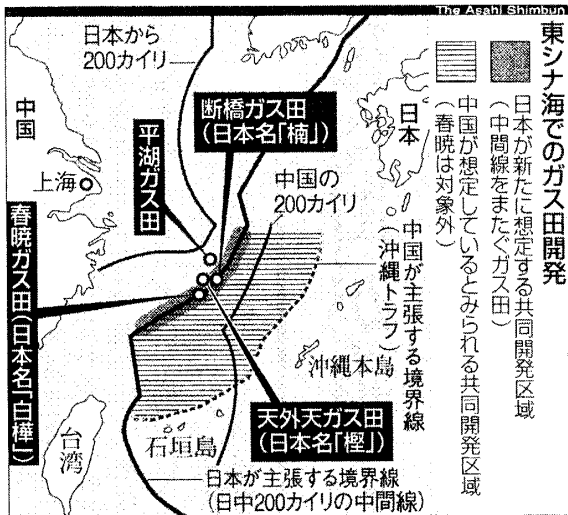 The Asahi Shimbun
東シナ海でのガス田開発
日本が新たに想定する共同開発区域
(中間線をまたぐガス田)
中国が想定しているとみられる共同開発区域
(春暁は対象外)
日本から
200カイリ
断橋ガス田
(日本名「楠」)
日本
中国
平湖ガス田
上海
中国の
200カイリ
中国が主張する境界線
(沖縄トラフ)
春暁ガス田(日本名「白樺」)
沖縄本島
天外天ガス田
(日本名「樫」)
台湾
石垣島
日本が主張する境界線
(日中200カイリの中間線)